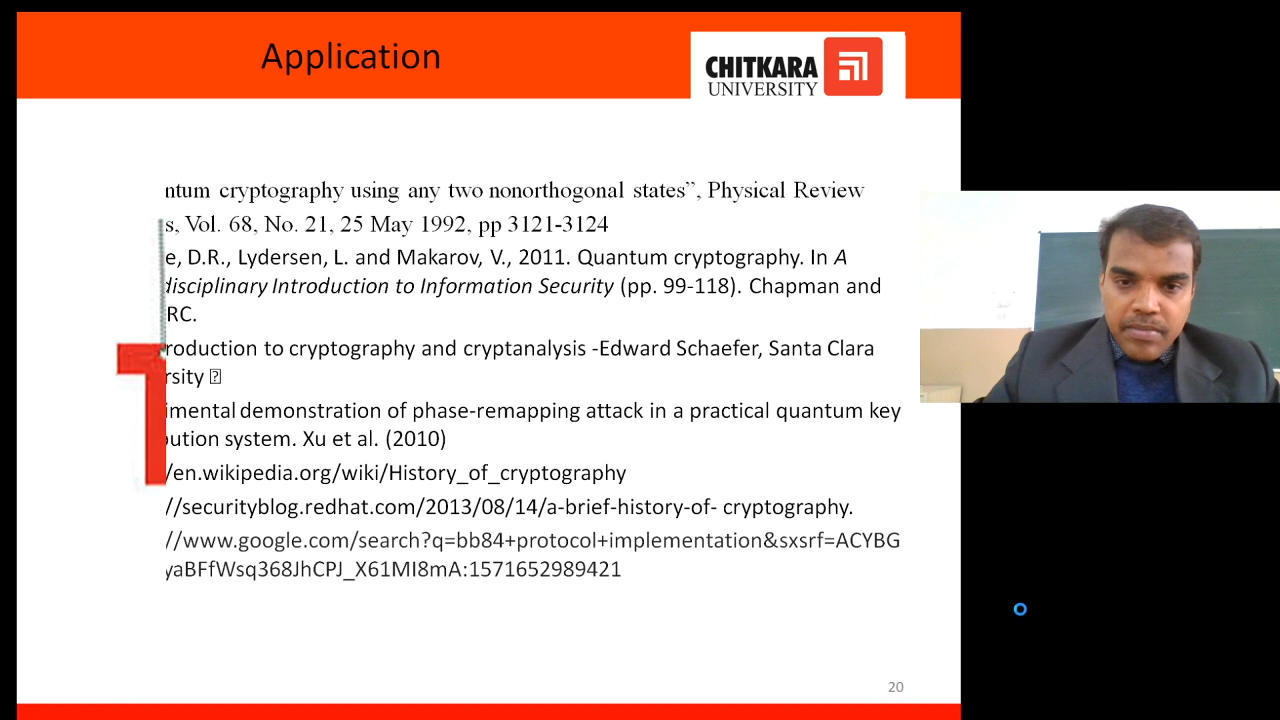 Application
CHITKARA
UNIVERSITY
ntum cryptography using any two nonorthogonal states”, Physical Review
s, Vol. 68, No. 21, 25 May 1992, pp 3121-3124
e, D.R., Lydersen, L. and Makarov, V., 2011. Quantum cryptography. In A
disciplinary Introduction to Information Security (pp. 99-118). Chapman and
RC.
roduction to cryptography and cryptanalysis -Edward Schaefer, Santa Clara
rsity
imental demonstration of phase-remapping attack in a practical quantum key
bution system. Xu et al. (2010)
/en.wikipedia.org/wiki/History_of_cryptography
//securityblog.redhat.com/2013/08/14/a-brief-history-of- cryptography.
//www.google.com/search?q=bb84+protocol+implementation&sxsrf=ACYBG
yaBFfWsq368JhCPJ_X61MI8mA:1571652989421
20